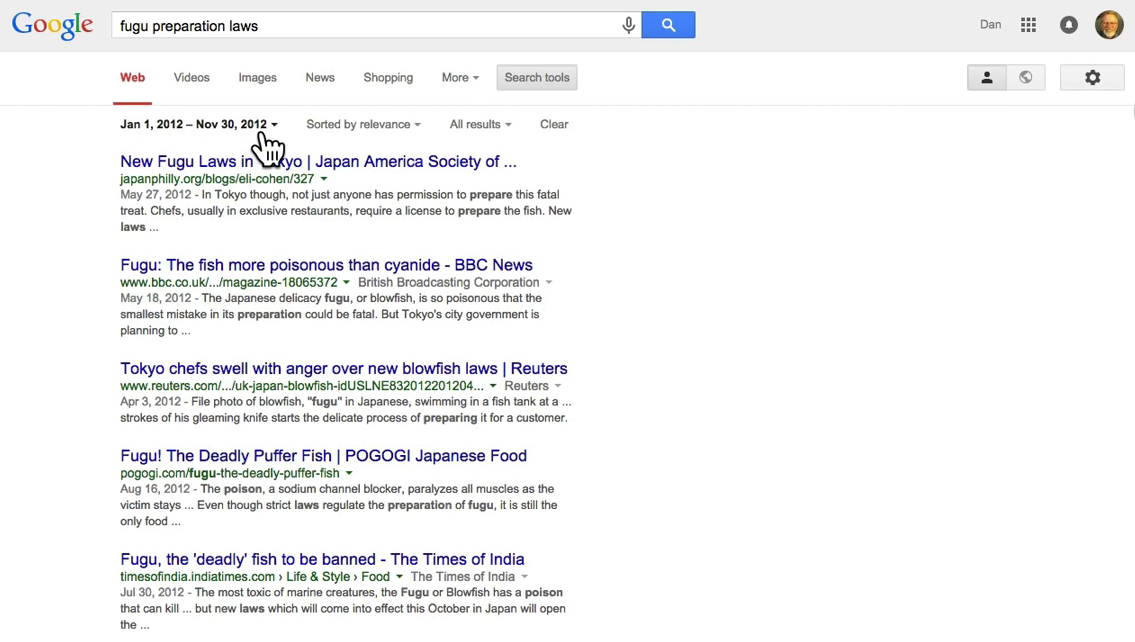 Google
fugu preparation laws
Dan
Web Videos Images News Shopping More Search tools
Jan 1, 2012 – Nov 30, 2012 Sorted by relevance All results Clear
New Fugu Laws in Tokyo | Japan America Society of ...
japanphilly.org/blogs/eli-cohen/327
May 27, 2012 - In Tokyo though, not just anyone has permission to prepare this fatal
treat. Chefs, usually in exclusive restaurants, require a license to prepare the fish. New
laws ...
Fugu: The fish more poisonous than cyanide - BBC News
www.bbc.co.uk/.../magazine-18065372 British Broadcasting Corporation
May 18, 2012 - The Japanese delicacy fugu, or blowfish, is so poisonous that the
smallest mistake in its preparation could be fatal. But Tokyo's city government is
planning to ...
Tokyo chefs swell with anger over new blowfish laws | Reuters
www.reuters.com/.../uk-japan-blowfish-idUSLNE832012201204... Reuters
Apr 3, 2012 - File photo of blowfish, "fugu" in Japanese, swimming in a fish tank at a ...
strokes of his gleaming knife starts the delicate process of preparing it for a customer.
Fugu! The Deadly Puffer Fish | POGOGI Japanese Food
pogogi.com/fugu-the-deadly-puffer-fish
Aug 16, 2012 - The poison, a sodium channel blocker, paralyzes all muscles as the
victim stays ... Even though strict laws regulate the preparation of fugu, it is still the
only food ...
Fugu, the 'deadly' fish to be banned - The Times of India
timesofindia.indiatimes.com › Life & Style › Food The Times of India
Jul 30, 2012 - The most toxic of marine creatures, the Fugu or Blowfish has a poison
that can kill ... but new laws which will come into effect this October in Japan will open
the ...